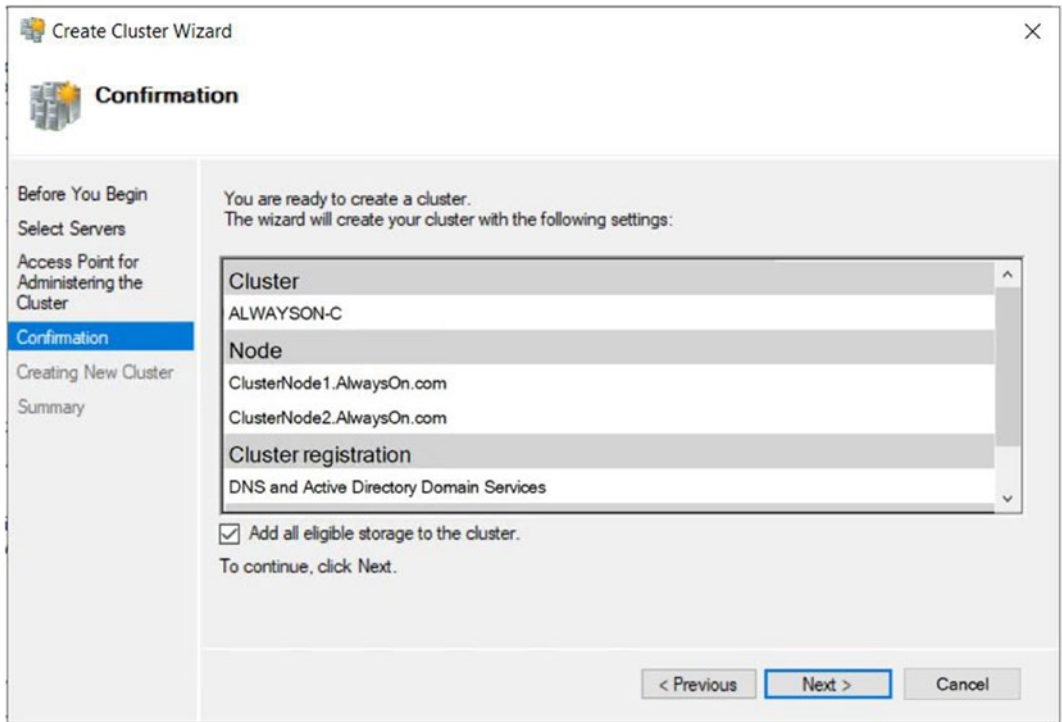 Create Cluster Wizard
Confirmation
Before You Begin
Select Servers
Access Point for
Administering the
Cluster
Confirmation
Creating New Cluster
Summary
You are ready to create a cluster.
The wizard will create your cluster with the following settings:
Cluster
ALWAYSON-C
Node
ClusterNode1.AlwaysOn.com
ClusterNode2.AlwaysOn.com
Cluster registration
DNS and Active Directory Domain Services
Add all eligible storage to the cluster.
To continue, click Next.
< Previous
Next >
Cancel